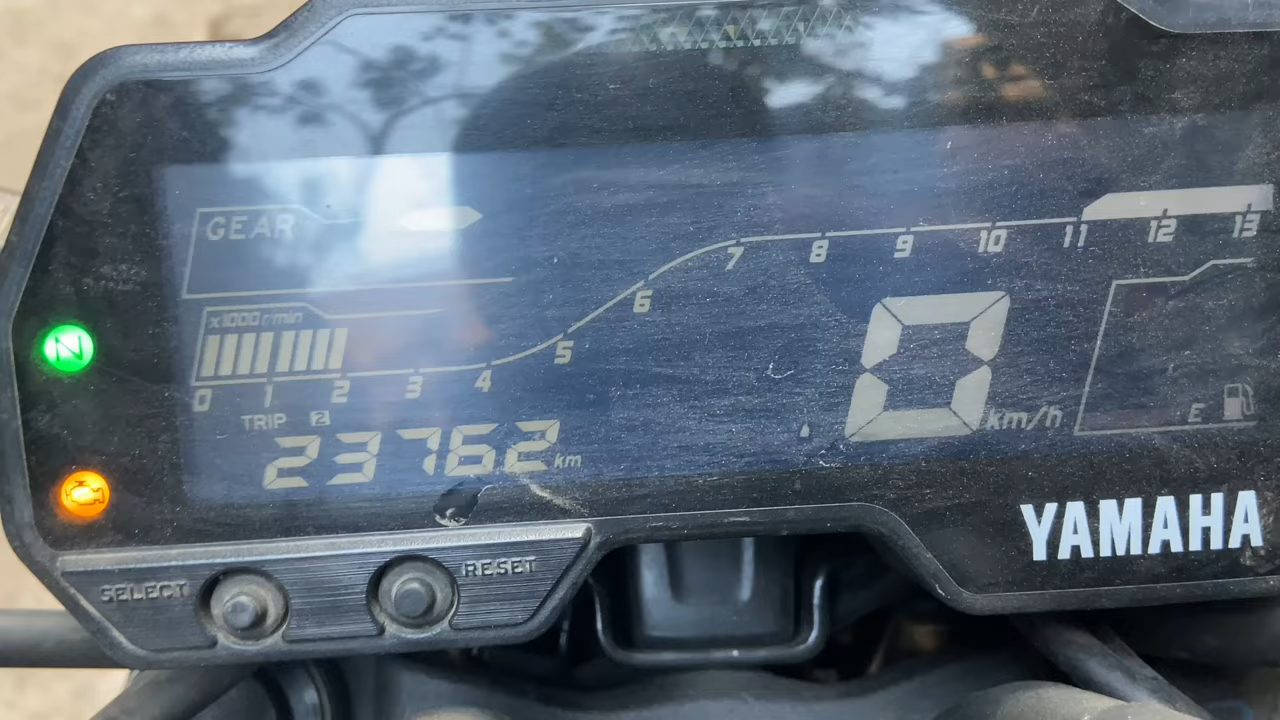 GEAR
x1000 r/min
0 1 2 3 4 5 6 7 8 9 10 11 12 13
TRIP 2
23762 km
0 km/h
E
N
YAMAHA
SELECT
RESET